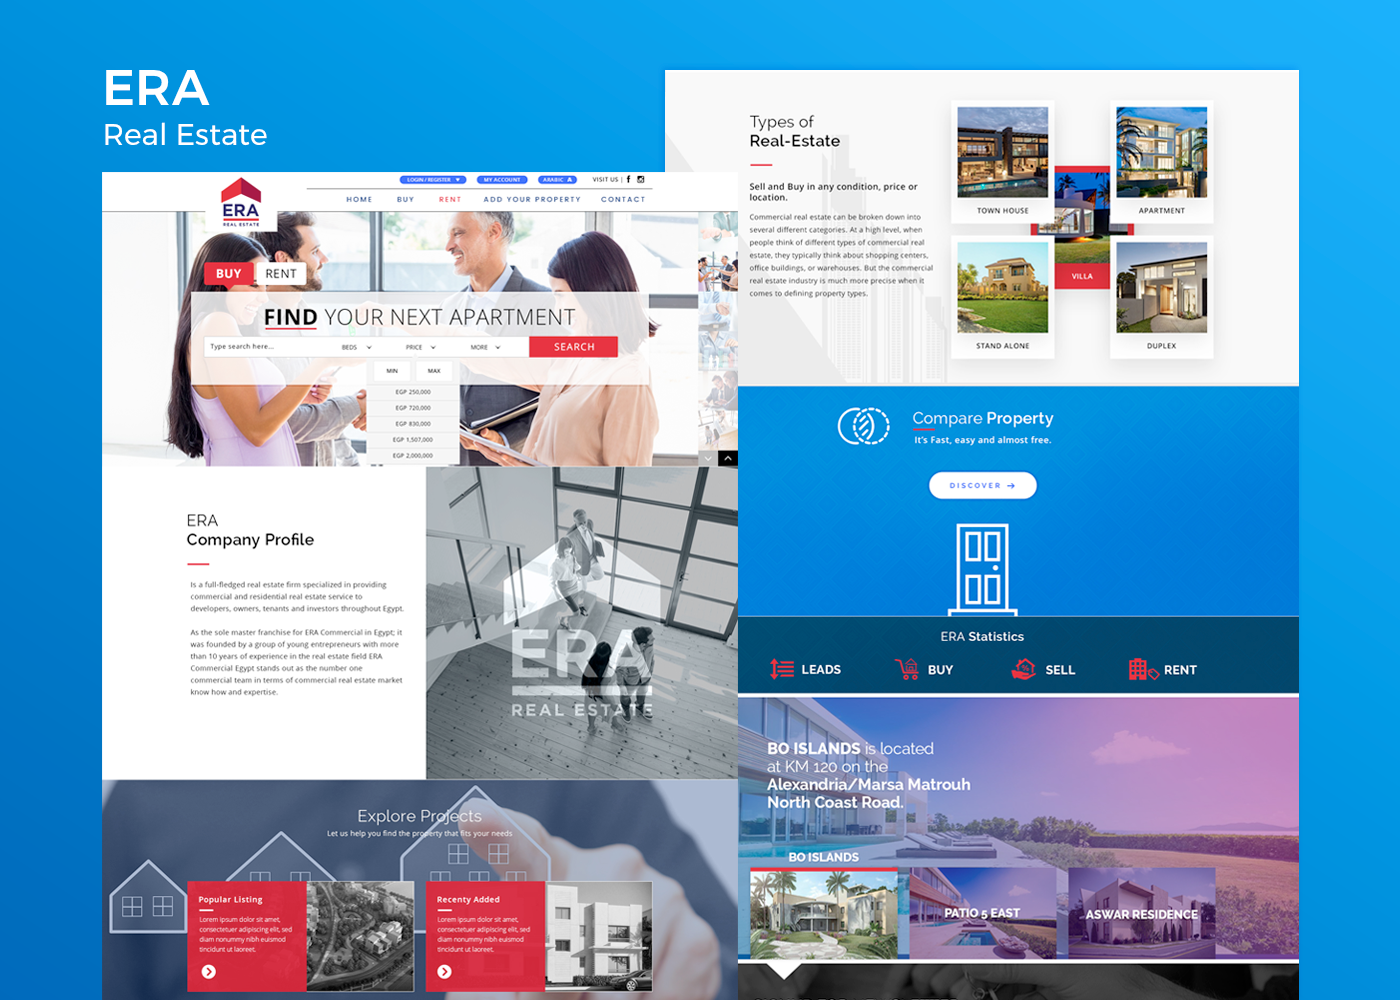 ERA
Real Estate
LOGIN / REGISTER
MY ACCOUNT
ARABIC
VISIT US |
ERA
REAL ESTATE
HOME
BUY
RENT
ADD YOUR PROPERTY
CONTACT
BUY
RENT
FIND YOUR NEXT APARTMENT
Type search here...
BEDS
PRICE
MORE
SEARCH
MIN
MAX
EGP 250,000
EGP 720,000
EGP 830,000
EGP 1,507,000
EGP 2,000,000
ERA
Company Profile
Is a full-fledged real estate firm specialized in providing
commercial and residential real estate service to
developers, owners, tenants and investors throughout Egypt.
As the sole master franchise for ERA Commercial in Egypt; it
was founded by a group of young entrepreneurs with more
than 10 years of experience in the real estate field ERA
Commercial Egypt stands out as the number one
commercial team in terms of commercial real estate market
know how and expertise.
ERA
REAL ESTATE
Explore Projects
Let us help you find the property that fits your needs
Popular Listing
Lorem ipsum dolor sit amet,
consectetuer adipiscing elit, sed
diam nonummy nibh euismod
tincidunt ut laoreet.
Recenty Added
Lorem ipsum dolor sit amet,
consectetuer adipiscing elit, sed
diam nonummy nibh euismod
tincidunt ut laoreet.
Types of
Real-Estate
Sell and Buy in any condition, price or
location.
Commercial real estate can be broken down into
several different categories. At a high level, when
people think of different types of commercial real
estate, they typically think about shopping centers,
office buildings, or warehouses. But the commercial
real estate industry is much more precise when it
comes to defining property types.
TOWN HOUSE
APARTMENT
VILLA
STAND ALONE
DUPLEX
Compare Property
It's Fast, easy and almost free.
DISCOVER
ERA Statistics
LEADS
BUY
SELL
RENT
BO ISLANDS is located
at KM 120 on the
Alexandria/Marsa Matrouh
North Coast Road.
BO ISLANDS
PATIO 5 EAST
ASWAR RESIDENCE